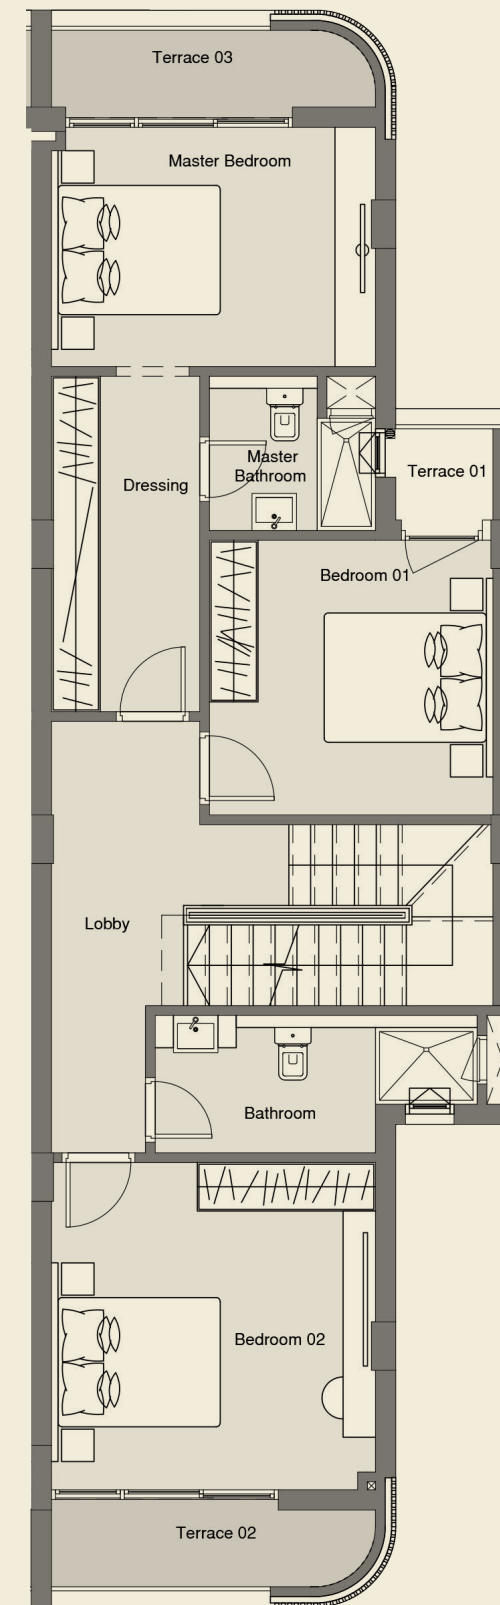 Terrace 03
Master Bedroom
Master
Bathroom
Dressing
Terrace 01
Bedroom 01
Lobby
Bathroom
Bedroom 02
Terrace 02